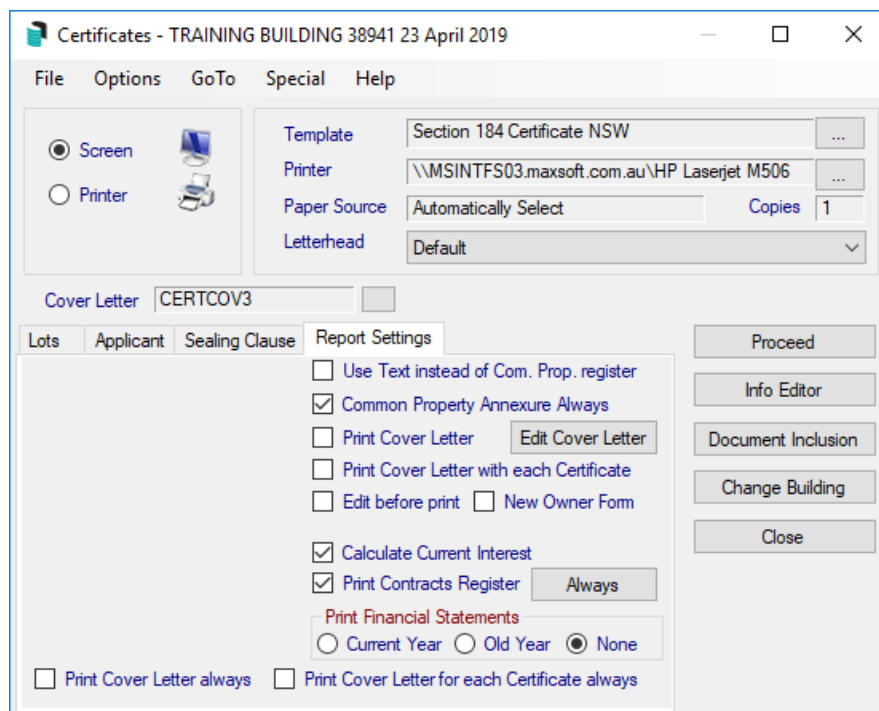 Certificates - TRAINING BUILDING 38941 23 April 2019
File Options GoTo Special Help
Screen
Printer
Template Section 184 Certificate NSW ...
Printer \\MSINTFS03.maxsoft.com.au\HP Laserjet M506 ...
Paper Source Automatically Select Copies 1
Letterhead Default
Cover Letter CERTCOV3
Lots Applicant Sealing Clause Report Settings
Use Text instead of Com. Prop. register
Common Property Annexure Always
Print Cover Letter Edit Cover Letter
Print Cover Letter with each Certificate
Edit before print New Owner Form
Calculate Current Interest
Print Contracts Register Always
Print Financial Statements
Current Year Old Year None
Print Cover Letter always Print Cover Letter for each Certificate always
Proceed
Info Editor
Document Inclusion
Change Building
Close